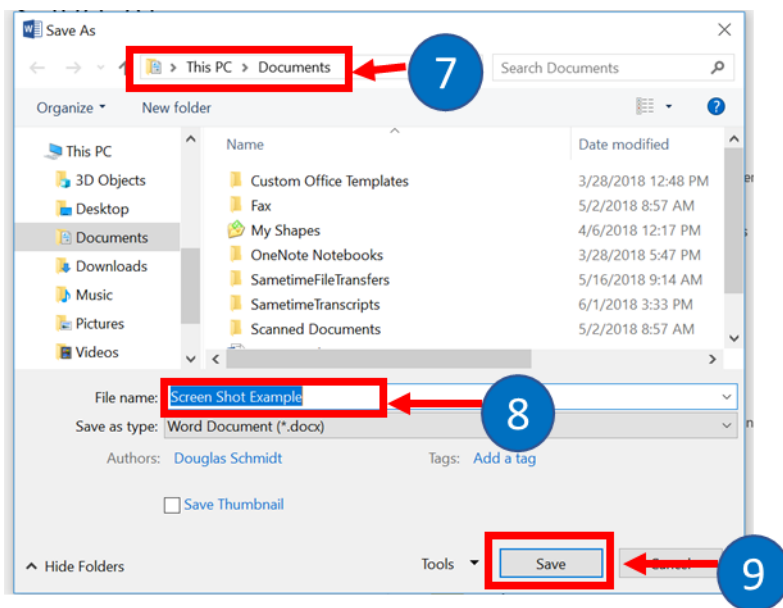 Save As
This PC > Documents
7
Search Documents
Organize
New folder
?
Name
Date modified
This PC
3D Objects
Desktop
Documents
Downloads
Music
Pictures
Videos
Custom Office Templates 3/28/2018 12:48 PM
Fax 5/2/2018 8:57 AM
My Shapes 4/6/2018 12:17 PM
OneNote Notebooks 3/28/2018 5:47 PM
SametimeFileTransfers 5/16/2018 9:14 AM
SametimeTranscripts 6/1/2018 3:33 PM
Scanned Documents 5/2/2018 8:57 AM
File name: Screen Shot Example
8
Save as type: Word Document (*.docx)
Authors: Douglas Schmidt
Tags: Add a tag
Save Thumbnail
Hide Folders
Tools
Save
9